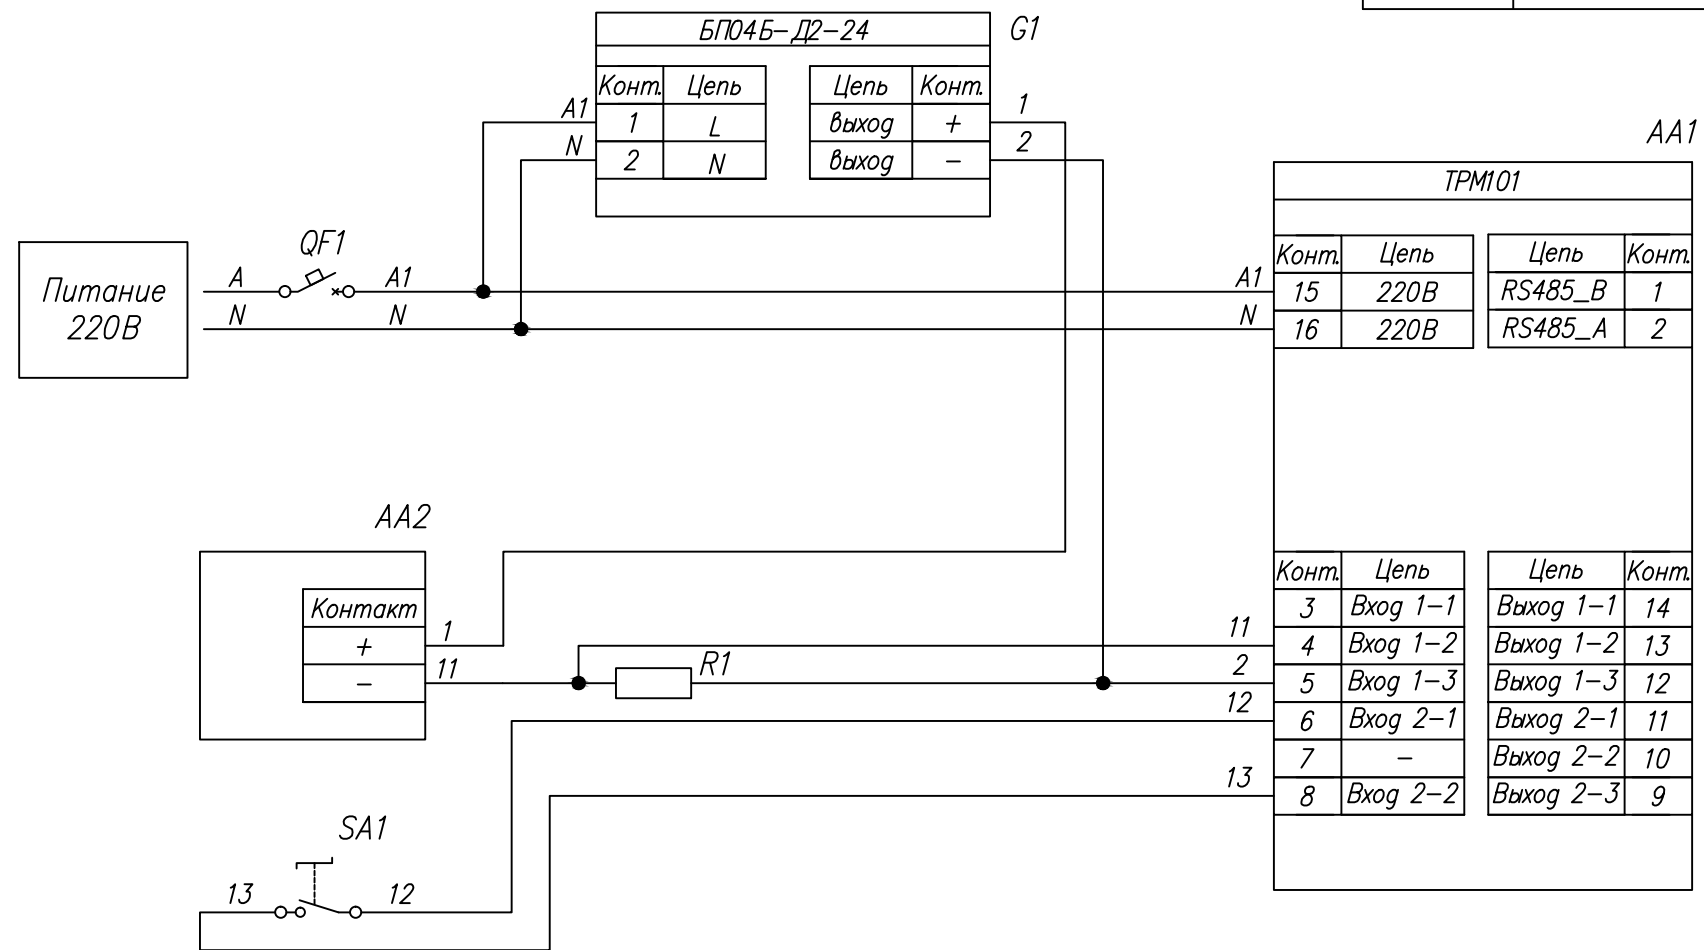 БП04Б-Д2-24
G1
Конт. Цепь Цепь Конт.
A1 1 L выход + 1
N 2 N выход - 2
AA1
ТРМ101
Конт. Цепь Цепь Конт.
15 220В RS485_B 1
16 220В RS485_A 2
Питание
220В
QF1
A A1 A1
N N N
AA2
Контакт
+ 1
- 11
R1
11
2
12
13
Конт. Цепь Цепь Конт.
3 Вход 1-1 Выход 1-1 14
4 Вход 1-2 Выход 1-2 13
5 Вход 1-3 Выход 1-3 12
6 Вход 2-1 Выход 2-1 11
7 - Выход 2-2 10
8 Вход 2-2 Выход 2-3 9
SA1
13 12